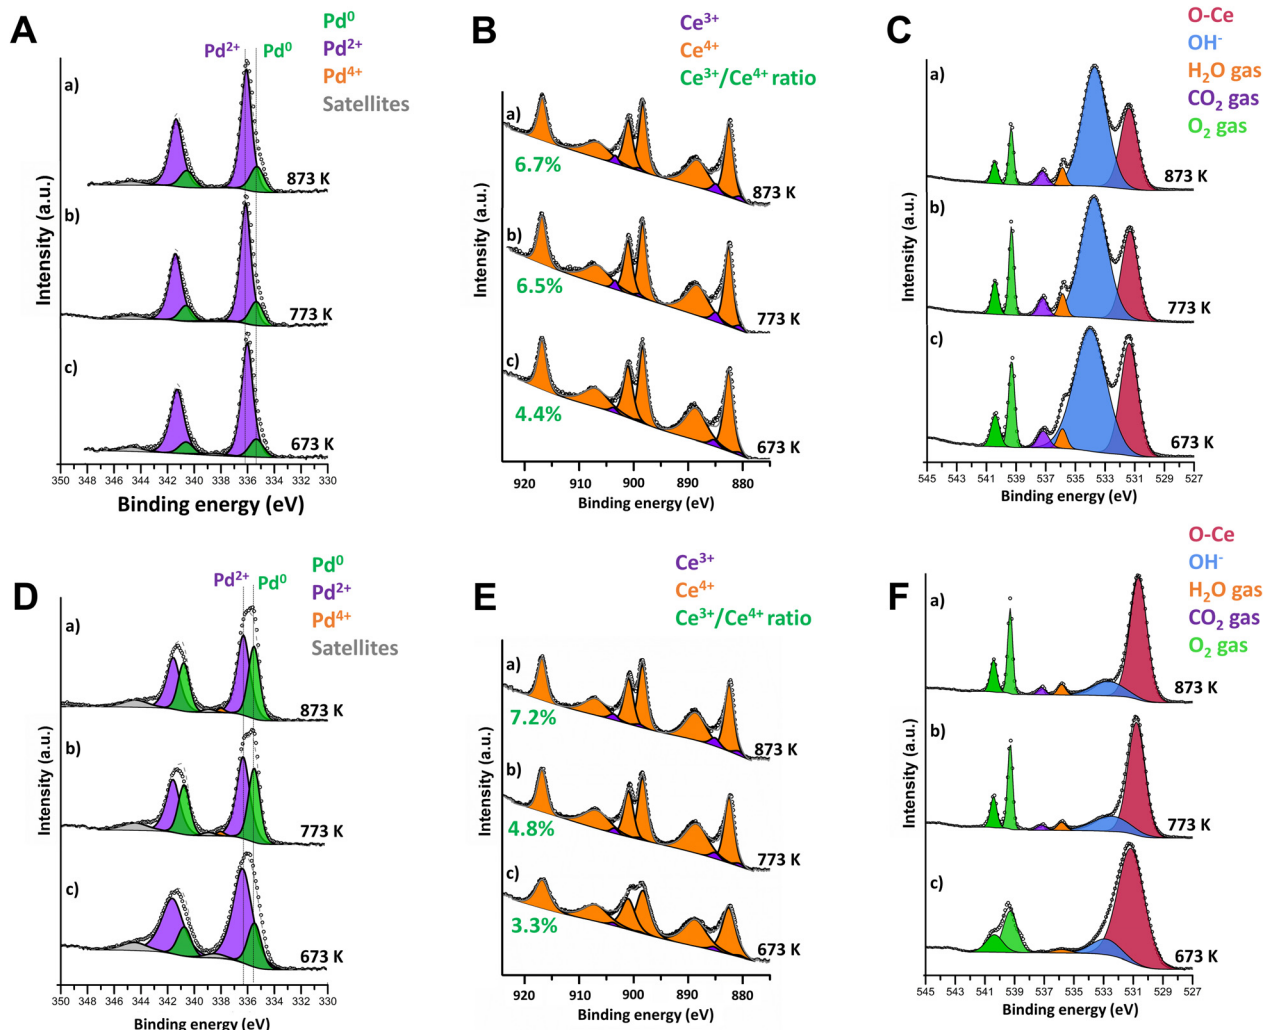 A
Pd⁰
Pd²⁺
Pd⁴⁺
Satellites
Pd²⁺ Pd⁰
a)
873 K
b)
773 K
c)
673 K
Intensity (a.u.)
350 348 346 344 342 340 338 336 334 332 330
Binding energy (eV)
B
Ce³⁺
Ce⁴⁺
Ce³⁺/Ce⁴⁺ ratio
a)
6.7%
873 K
b)
6.5%
773 K
c)
4.4%
673 K
Intensity (a.u.)
920 910 900 890 880
Binding energy (eV)
C
O-Ce
OH⁻
H₂O gas
CO₂ gas
O₂ gas
a)
873 K
b)
773 K
c)
673 K
Intensity (a.u.)
545 543 541 539 537 535 533 531 529 527
Binding energy (eV)
D
Pd⁰
Pd²⁺
Pd⁴⁺
Satellites
Pd²⁺ Pd⁰
a)
873 K
b)
773 K
c)
673 K
Intensity (a.u.)
350 348 346 344 342 340 338 336 334 332 330
Binding energy (eV)
E
Ce³⁺
Ce⁴⁺
Ce³⁺/Ce⁴⁺ ratio
a)
7.2%
873 K
b)
4.8%
773 K
c)
3.3%
673 K
Intensity (a.u.)
920 910 900 890 880
Binding energy (eV)
F
O-Ce
OH⁻
H₂O gas
CO₂ gas
O₂ gas
a)
873 K
b)
773 K
c)
673 K
Intensity (a.u.)
545 543 541 539 537 535 533 531 529 527
Binding energy (eV)